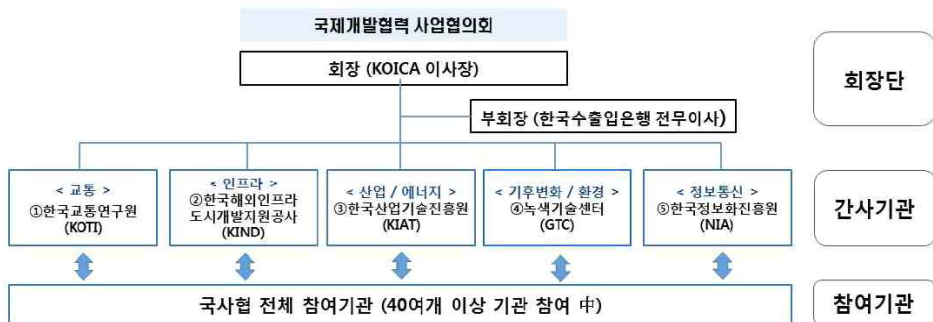 국제개발협력 사업협의회
회장 (KOICA 이사장)
회장단
부회장 (한국수출입은행 전무이사)
< 교통 >
①한국교통연구원
(KOTI)
< 인프라 >
②한국해외인프라
도시개발지원공사
(KIND)
< 산업 / 에너지 >
③한국산업기술진흥원
(KIAT)
< 기후변화 / 환경 >
④녹색기술센터
(GTC)
< 정보통신 >
⑤한국정보화진흥원
(NIA)
간사기관
국사협 전체 참여기관 (40여개 이상 기관 참여 中)
참여기관